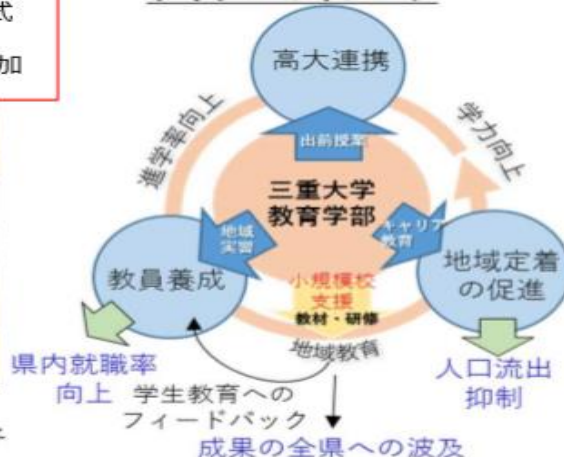 式
加
高大連携
進学率向上
学力向上
出前授業
三重大学
教育学部
地域
実習
キャリア
教育
教員養成
小規模校
支援
教材・研修
地域定着
の促進
地域教育
県内就職率
向上
学生教育への
フィードバック
人口流出
抑制
成果の全県への波及